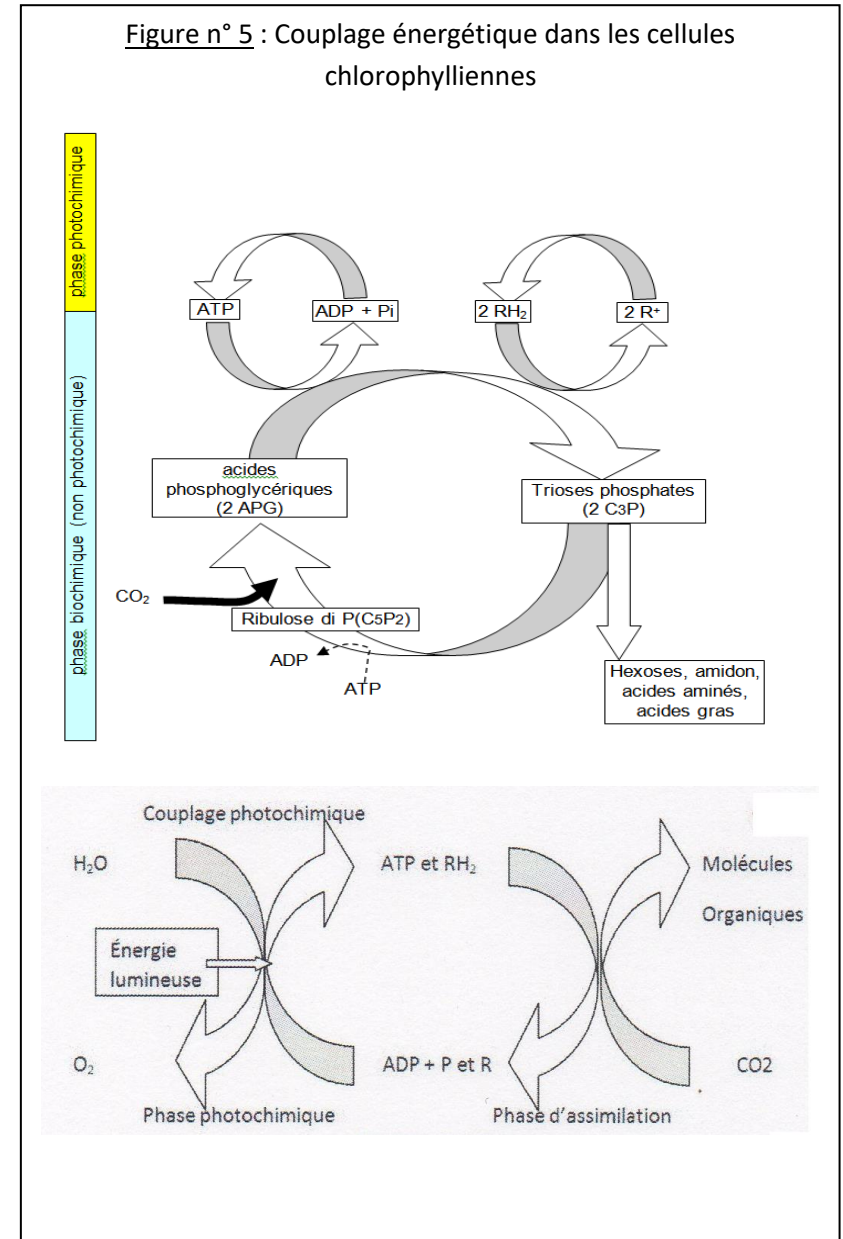 Figure n° 5 : Couplage énergétique dans les cellules
chlorophylliennes
phase photochimique
phase biochimique (non photochimique)
ATP
ADP + Pi
2 RH₂
2 R⁺
acides
phosphoglycériques
(2 APG)
Trioses phosphates
(2 C3P)
CO₂
Ribulose di P(C5P2)
ADP
ATP
Hexoses, amidon,
acides aminés,
acides gras
Couplage photochimique
H₂O
ATP et RH₂
Molécules
Organiques
Énergie
lumineuse
O₂
ADP + P et R
CO2
Phase photochimique
Phase d'assimilation